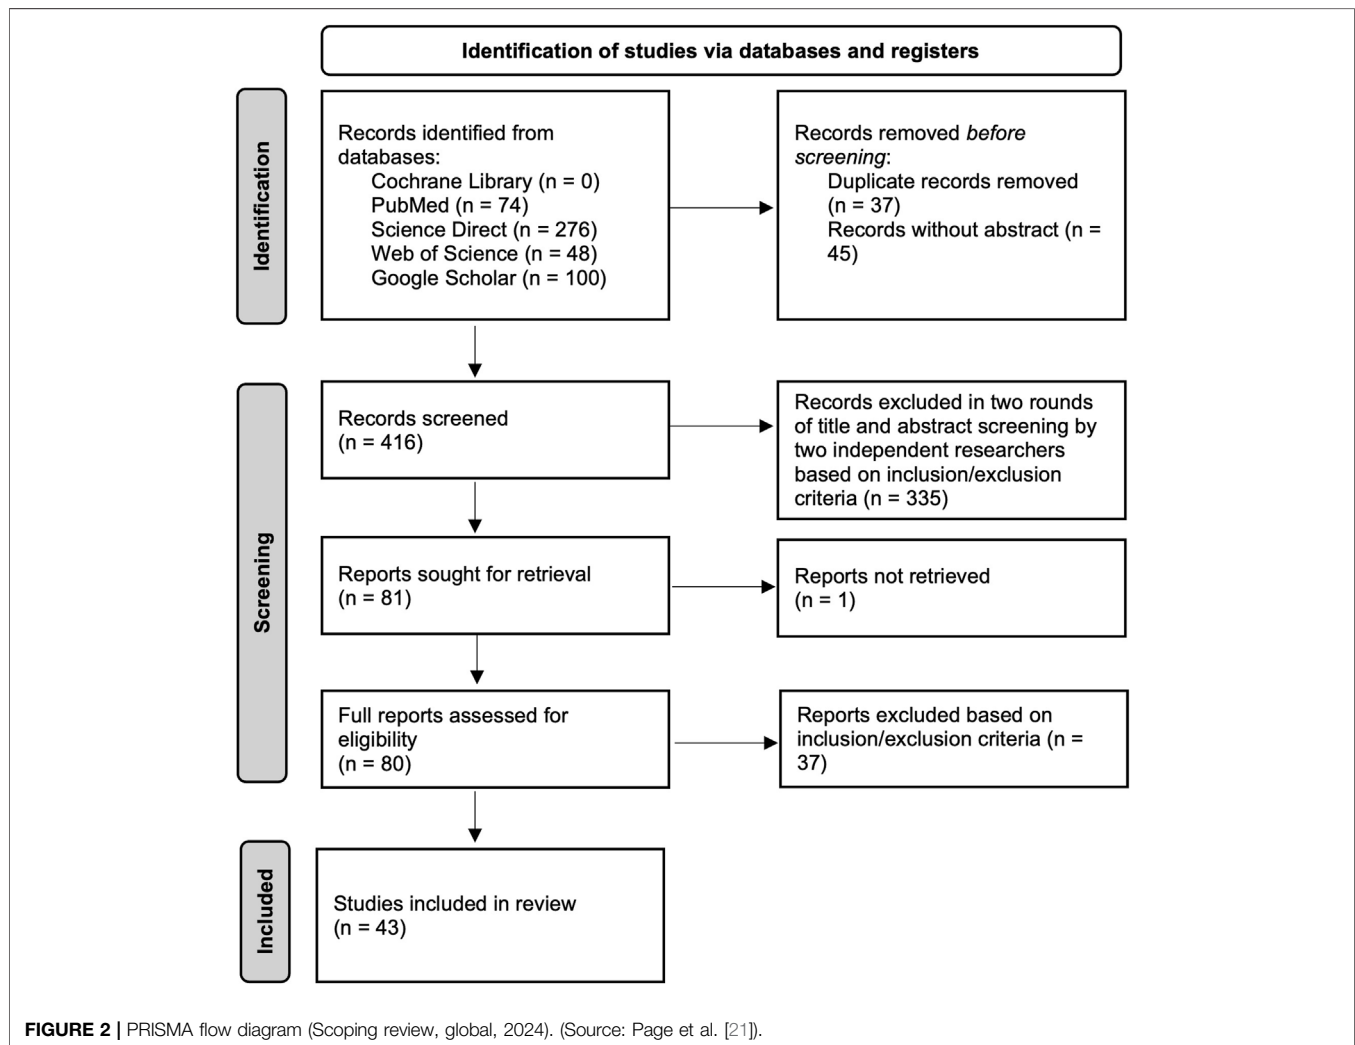 Identification of studies via databases and registers
Identification
Records identified from
databases:
Cochrane Library (n = 0)
PubMed (n = 74)
Science Direct (n = 276)
Web of Science (n = 48)
Google Scholar (n = 100)
Records removed before
screening:
Duplicate records removed
(n = 37)
Records without abstract (n =
45)
Screening
Records screened
(n = 416)
Records excluded in two rounds
of title and abstract screening by
two independent researchers
based on inclusion/exclusion
criteria (n = 335)
Reports sought for retrieval
(n = 81)
Reports not retrieved
(n = 1)
Full reports assessed for
eligibility
(n = 80)
Reports excluded based on
inclusion/exclusion criteria (n =
37)
Included
Studies included in review
(n = 43)
FIGURE 2 | PRISMA flow diagram (Scoping review, global, 2024). (Source: Page et al. [21]).